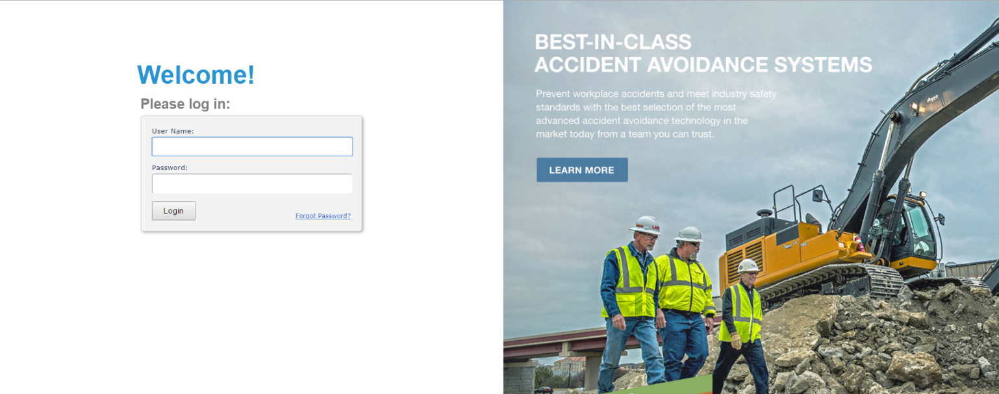 Welcome!
Please log in:
User Name:
Password:
Login
Forgot Password?
BEST-IN-CLASS
ACCIDENT AVOIDANCE SYSTEMS
Prevent workplace accidents and meet industry safety
standards with the best selection of the most
advanced accident avoidance technology in the
market today from a team you can trust.
LEARN MORE
LANE